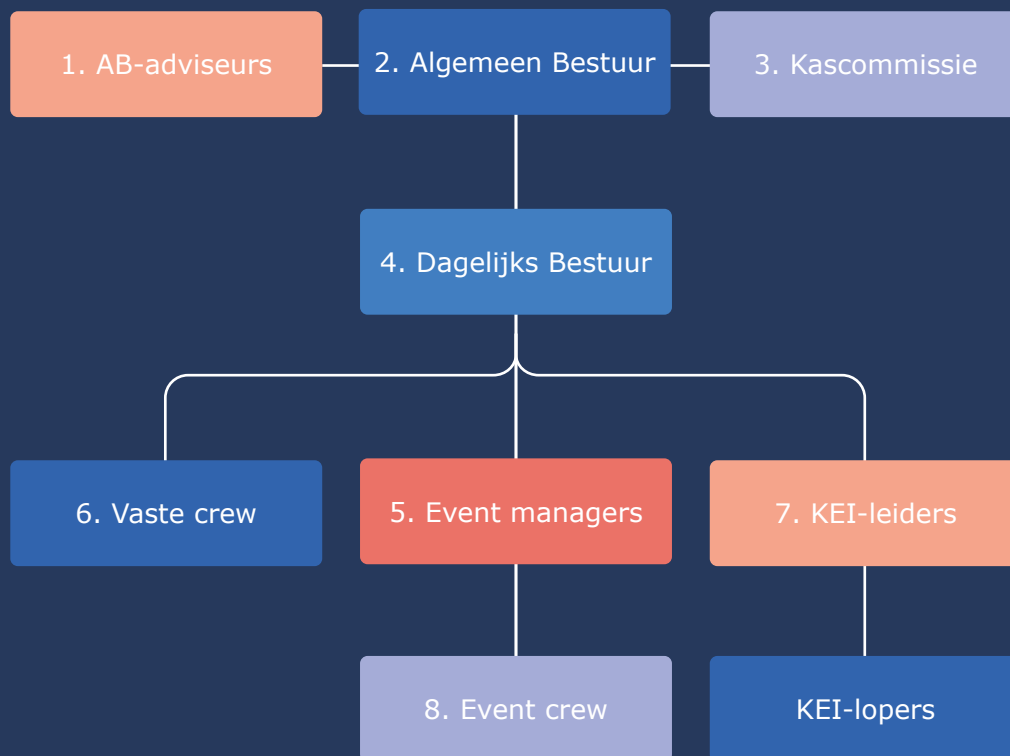 1. AB-adviseurs
2. Algemeen Bestuur
3. Kascommissie
4. Dagelijks Bestuur
6. Vaste crew
5. Event managers
7. KEI-leiders
8. Event crew
KEI-lopers